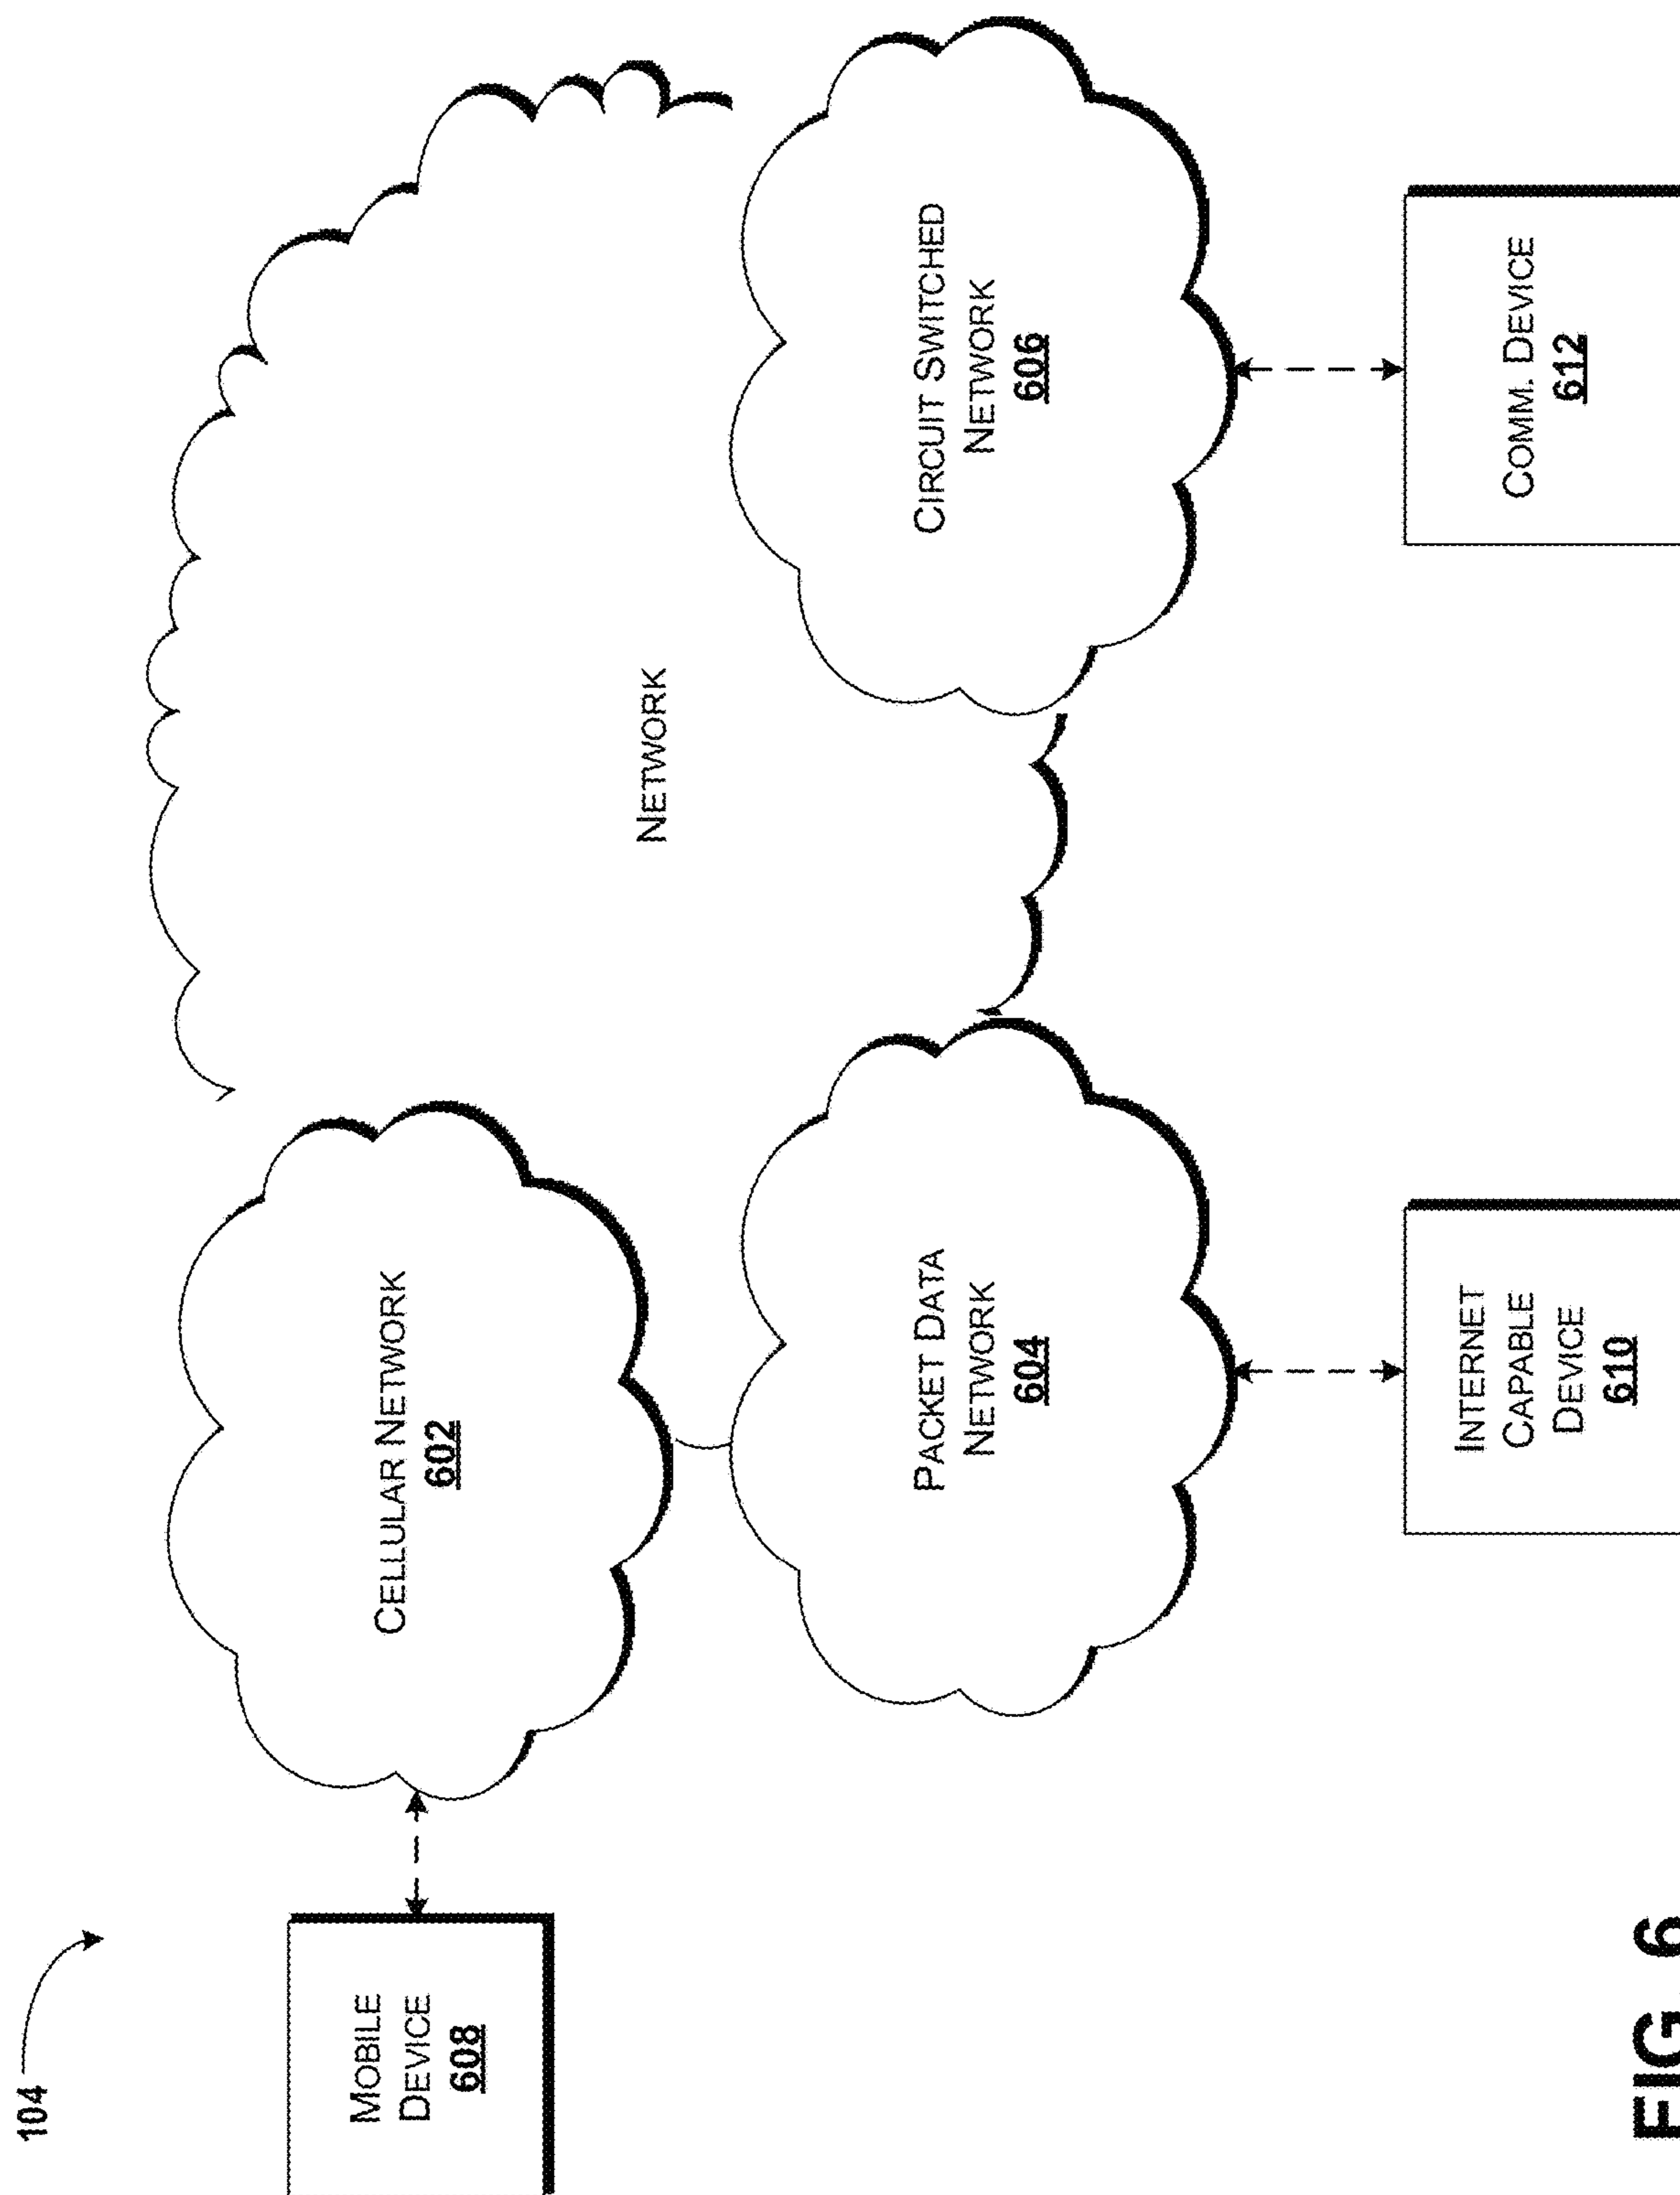 104
MOBILE
DEVICE
608
CELLULAR NETWORK
602
NETWORK
PACKET DATA
NETWORK
604
CIRCUIT SWITCHED
NETWORK
606
INTERNET
CAPABLE
DEVICE
610
COMM. DEVICE
612
FIG. 6